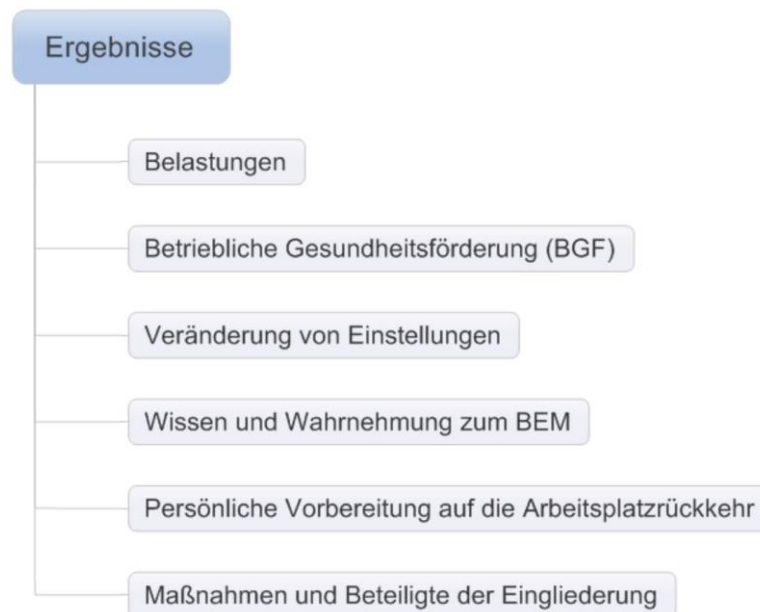 Ergebnisse
Belastungen
Betriebliche Gesundheitsförderung (BGF)
Veränderung von Einstellungen
Wissen und Wahrnehmung zum BEM
Persönliche Vorbereitung auf die Arbeitsplatzrückkehr
Maßnahmen und Beteiligte der Eingliederung